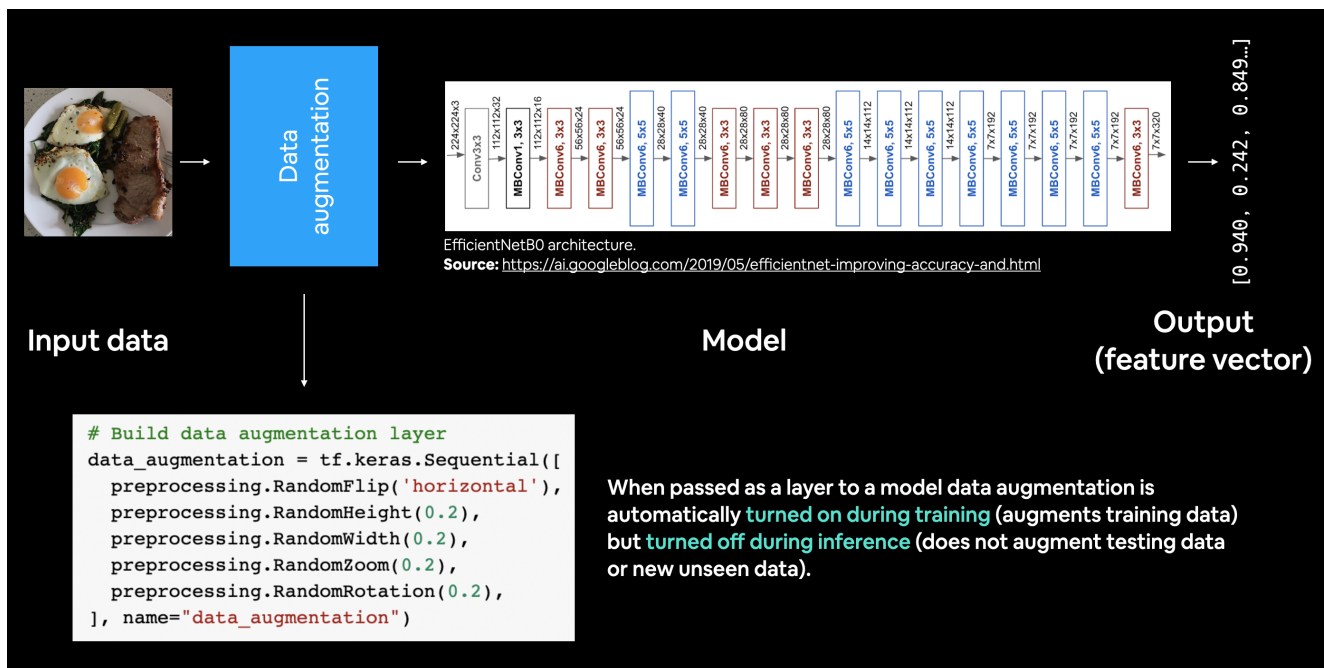 Data
augmentation
224x224x3
Conv3x3
112x112x32
MBConv1, 3x3
112x112x16
MBConv6, 3x3
56x56x24
MBConv6, 3x3
56x56x24
MBConv6, 5x5
28x28x40
MBConv6, 5x5
28x28x40
MBConv6, 3x3
28x28x80
MBConv6, 3x3
28x28x80
MBConv6, 3x3
28x28x80
MBConv6, 5x5
14x14x112
MBConv6, 5x5
14x14x112
MBConv6, 5x5
14x14x112
MBConv6, 5x5
7x7x192
MBConv6, 5x5
7x7x192
MBConv6, 5x5
7x7x192
MBConv6, 5x5
7x7x192
MBConv6, 3x3
7x7x320
[0.940, 0.242, 0.849…]
EfficientNetB0 architecture.
Source: https://ai.googleblog.com/2019/05/efficientnet-improving-accuracy-and.html
Input data
Model
Output
(feature vector)
# Build data augmentation layer
data_augmentation = tf.keras.Sequential([
preprocessing.RandomFlip('horizontal'),
preprocessing.RandomHeight(0.2),
preprocessing.RandomWidth(0.2),
preprocessing.RandomZoom(0.2),
preprocessing.RandomRotation(0.2),
], name="data_augmentation")
When passed as a layer to a model data augmentation is
automatically turned on during training (augments training data)
but turned off during inference (does not augment testing data
or new unseen data).